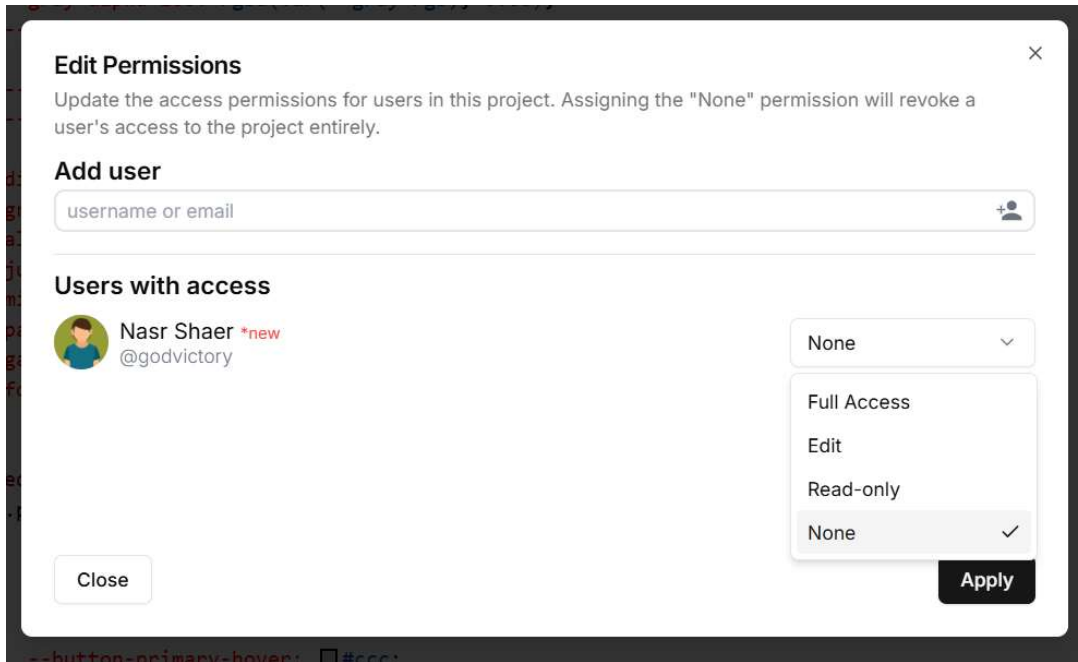 Edit Permissions
Update the access permissions for users in this project. Assigning the "None" permission will revoke a
user's access to the project entirely.
Add user
username or email
Users with access
Nasr Shaer *new
@godvictory
None
Full Access
Edit
Read-only
None
Close
Apply
--button-primary-hover: #ccc;